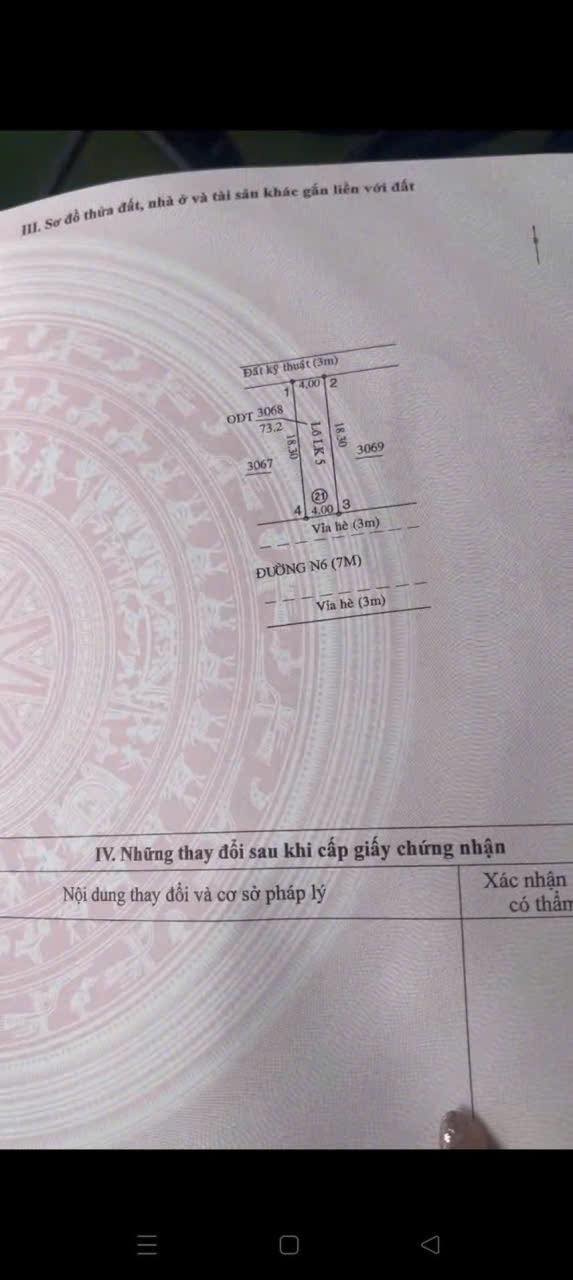 III. Sơ đồ thửa đất, nhà ở và tài sản khác gắn liền với đất
Đất kỹ thuật (3m)
1 4,00 2
ODT 3068
73.2
18.30
Lô LK 5
18.30
3069
3067
21
4 4.00 3
Vỉa hè (3m)
ĐƯỜNG N6 (7M)
Vỉa hè (3m)
IV. Những thay đổi sau khi cấp giấy chứng nhận
Nội dung thay đổi và cơ sở pháp lý
Xác nhận
có thẩm